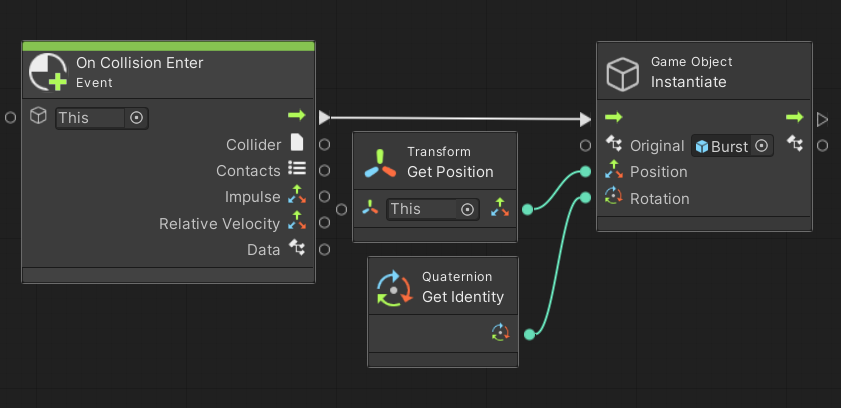 On Collision Enter
Event
This
Collider
Contacts
Impulse
Relative Velocity
Data
Transform
Get Position
This
Quaternion
Get Identity
Game Object
Instantiate
Original Burst
Position
Rotation